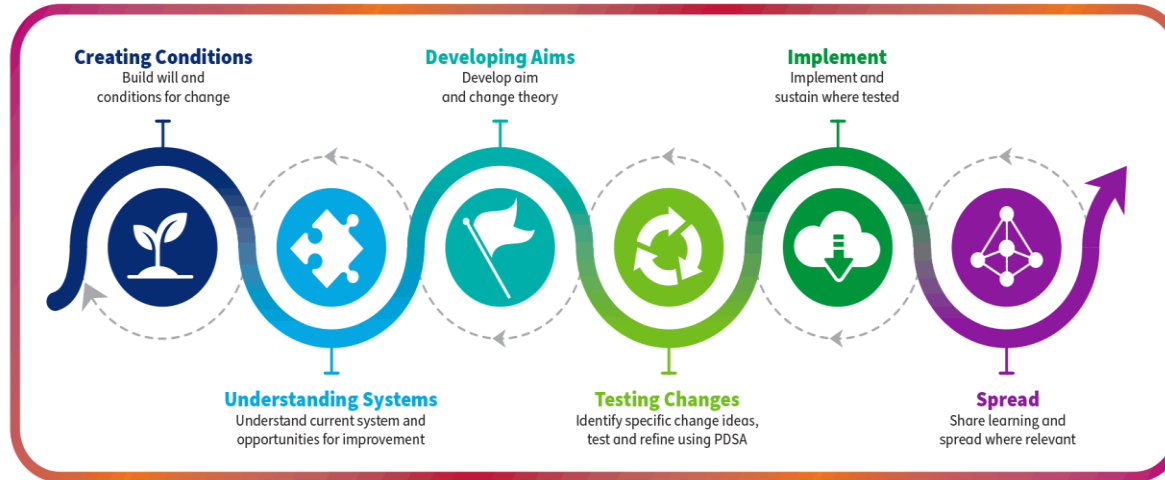 Creating Conditions
Build will and
conditions for change
Understanding Systems
Understand current system and
opportunities for improvement
Developing Aims
Develop aim
and change theory
Testing Changes
Identify specific change ideas,
test and refine using PDSA
Implement
Implement and
sustain where tested
Spread
Share learning and
spread where relevant